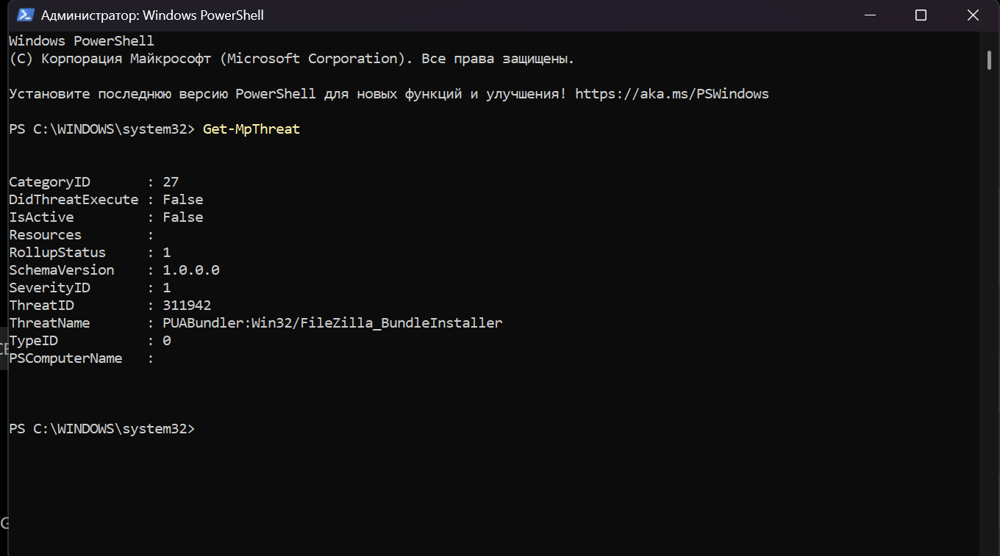 Администратор: Windows PowerShell
Windows PowerShell
(C) Корпорация Майкрософт (Microsoft Corporation). Все права защищены.
Установите последнюю версию PowerShell для новых функций и улучшения! https://aka.ms/PSWindows
PS C:\WINDOWS\system32> Get-MpThreat
CategoryID : 27
DidThreatExecute : False
IsActive : False
Resources :
RollupStatus : 1
SchemaVersion : 1.0.0.0
SeverityID : 1
ThreatID : 311942
ThreatName : PUABundler:Win32/FileZilla_BundleInstaller
TypeID : 0
PSComputerName :
PS C:\WINDOWS\system32>